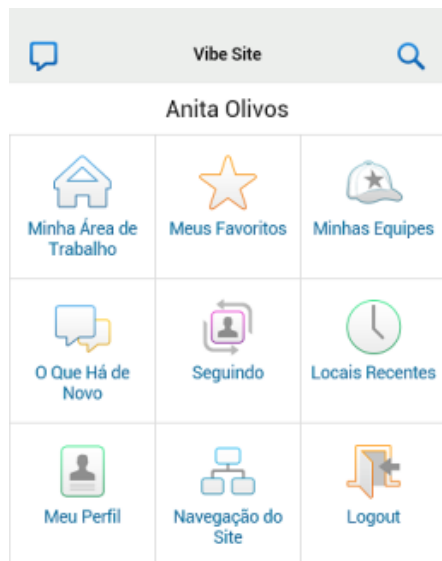 Vibe Site
Anita Olivos
Minha Área de
Trabalho
Meus Favoritos
Minhas Equipes
O Que Há de
Novo
Seguindo
Locais Recentes
Meu Perfil
Navegação do
Site
Logout